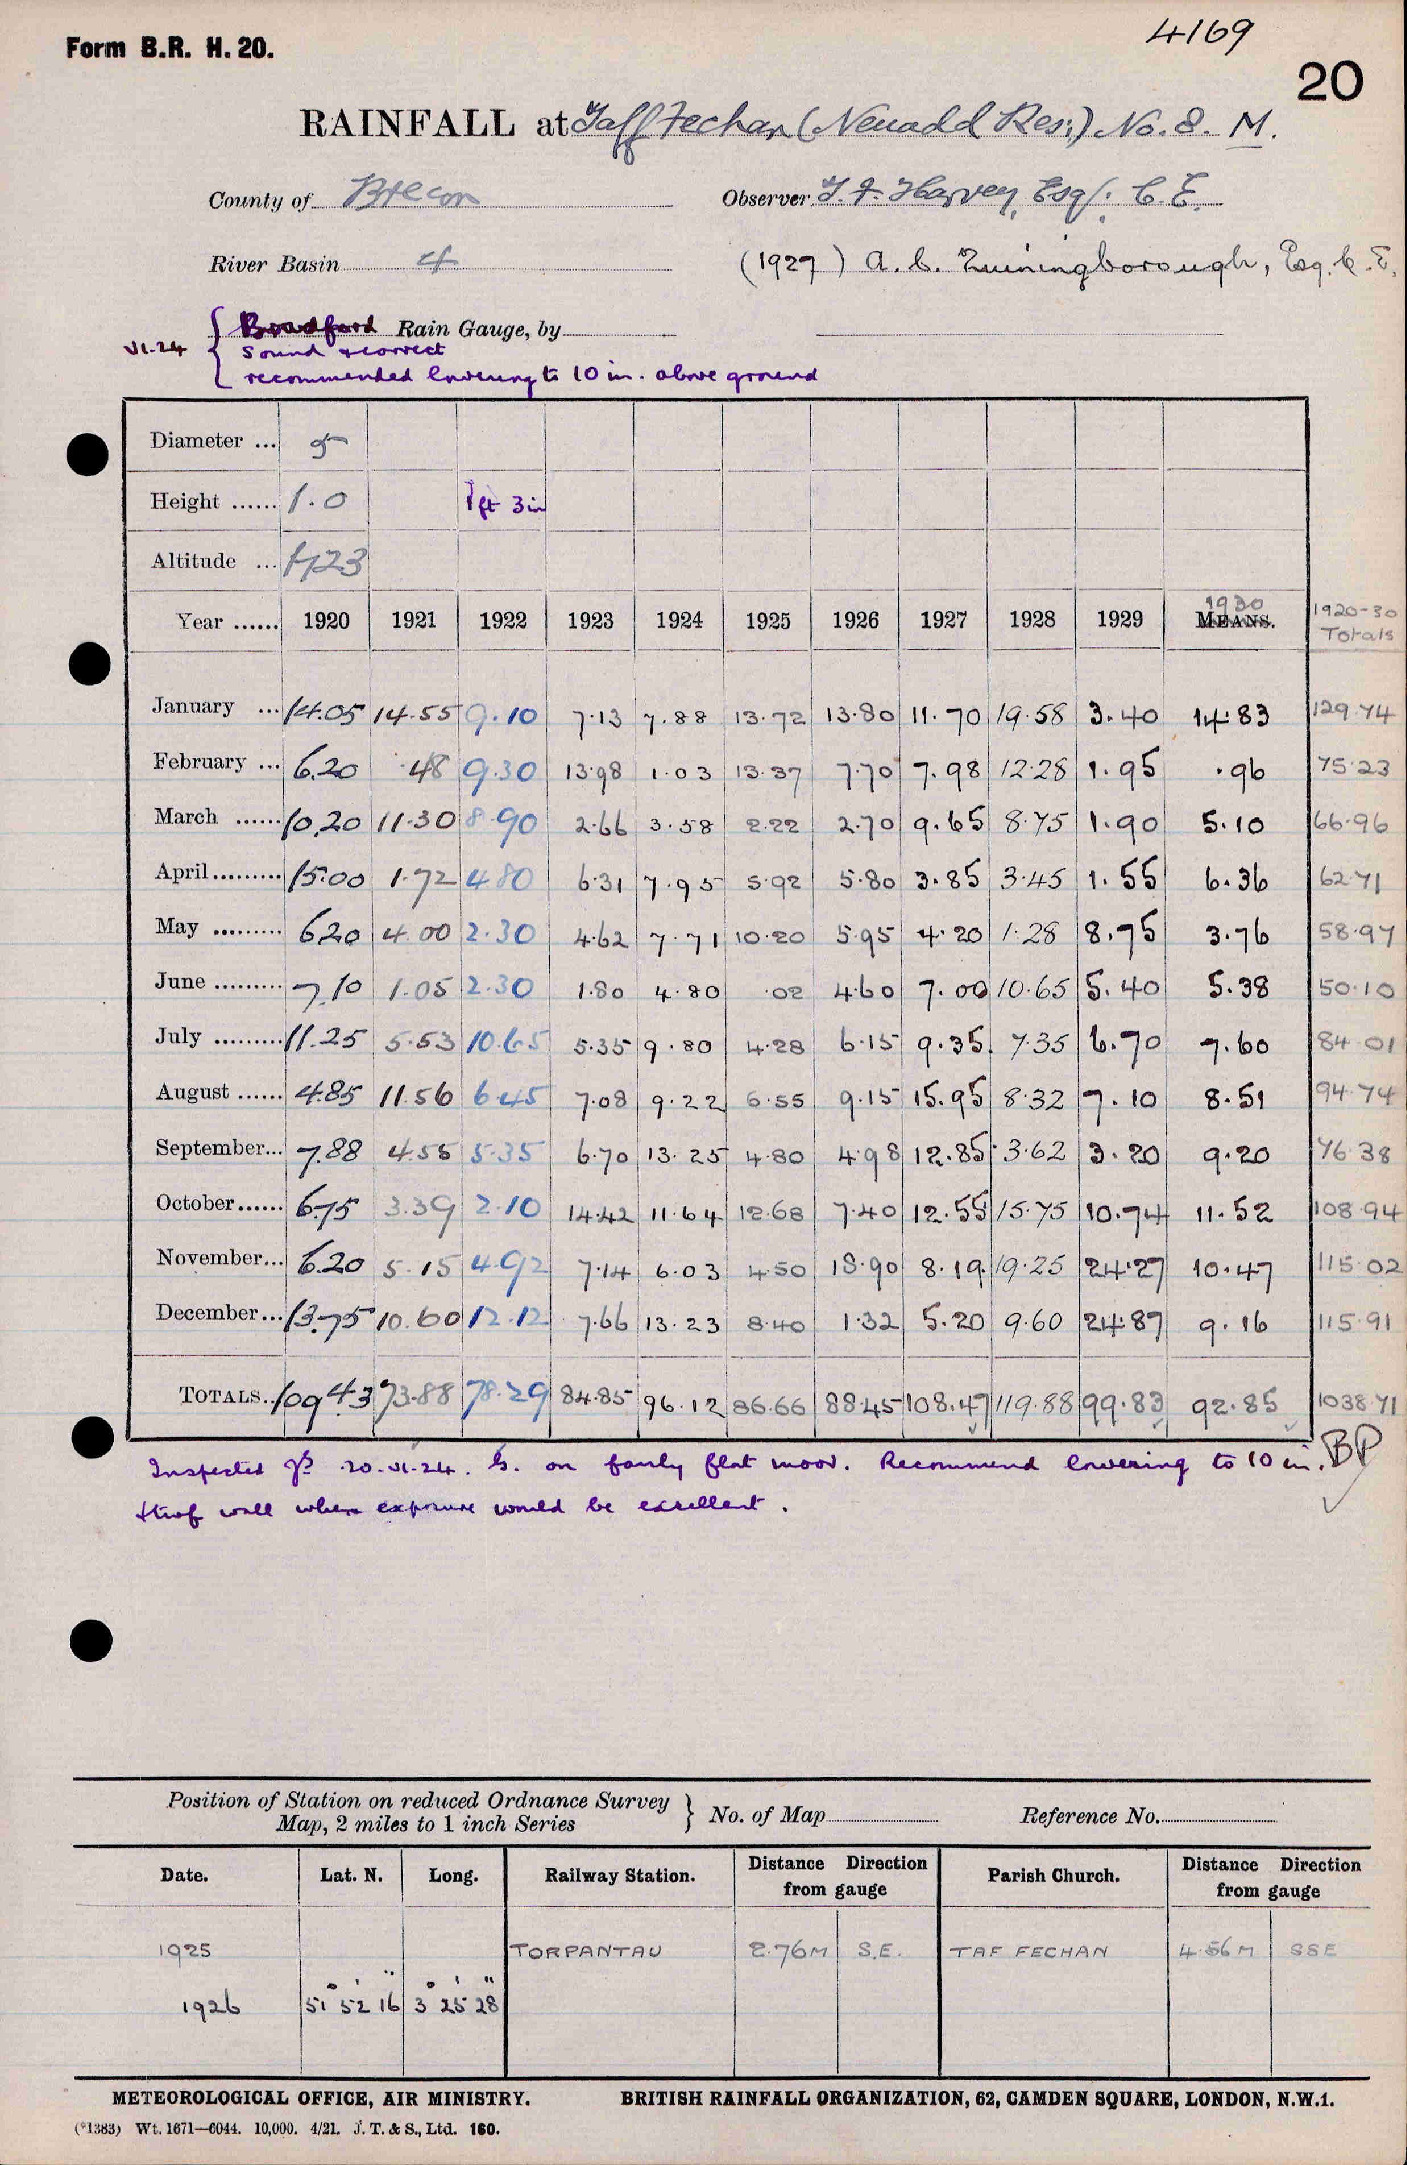 Form B.R. H. 20.
4169
20
RAINFALL at Taff Fechan (Neuadd Res:) No. 8. M.
County of Brecon
Observer T. F. Harvey, Esq. C.E.
River Basin 4
(1927) A. C. Esq. C.E.
Bradford Rain Gauge, by
VI.24
sound & correct
recommended lowering to 10 in. above ground
Diameter ... 5
Height ...... 1.0 1 ft 3 in
Altitude ... 1423
Year ...... 1920 1921 1922 1923 1924 1925 1926 1927 1928 1929 MEANS. 1930 1920-30 Totals
January ... 14.05 14.55 9.10 7.13 7.88 13.72 13.80 11.70 19.58 3.40 14.83 129.74
February ... 6.20 .48 9.30 13.98 1.03 13.37 7.70 7.98 12.28 1.95 .96 75.23
March ...... 10.20 11.30 8.90 2.66 3.58 2.22 2.70 9.65 8.75 1.90 5.10 66.96
April......... 15.00 1.72 4.80 6.31 7.95 5.92 5.80 3.85 3.45 1.55 6.36 62.71
May ......... 6.20 4.00 2.30 4.62 7.71 10.20 5.95 4.20 1.28 8.75 3.76 58.97
June ......... 7.10 1.05 2.30 1.80 4.80 .02 4.60 7.00 10.65 5.40 5.38 50.10
July ......... 11.25 5.53 10.65 5.35 9.80 4.28 6.15 9.35 7.35 6.70 7.60 84.01
August ...... 4.85 11.56 6.45 7.08 9.22 6.55 9.15 15.95 8.32 7.10 8.51 94.74
September... 7.88 4.55 5.35 6.70 13.25 4.80 4.98 12.85 3.62 3.20 9.20 76.38
October...... 6.75 3.39 2.10 14.42 11.64 12.68 7.40 12.55 15.75 10.74 11.52 108.94
November... 6.20 5.15 4.92 7.14 6.03 4.50 18.90 8.19 19.25 24.27 10.47 115.02
December... 13.75 10.60 12.12 7.66 13.23 8.40 1.32 5.20 9.60 24.87 9.16 115.91
TOTALS.. 109.43 73.88 78.29 84.85 96.12 86.66 88.45 108.47 119.88 99.83 92.85 1038.71
Inspected 20.VI.24. G. on fairly flat moor. Recommend lowering to 10 in. BP
turf wall when exposure would be excellent.
Position of Station on reduced Ordnance Survey
Map, 2 miles to 1 inch Series } No. of Map Reference No.
Date. Lat. N. Long. Railway Station. Distance Direction from gauge Parish Church. Distance Direction from gauge
1925 TORPANTAU 2.76M S.E. TAF FECHAN 4.56M SSE
1926 51° 52' 16" 3° 25' 28"
METEOROLOGICAL OFFICE, AIR MINISTRY. BRITISH RAINFALL ORGANIZATION, 62, CAMDEN SQUARE, LONDON, N.W.1.
(*1383) Wt. 1671—6044. 10,000. 4/21. J. T. & S., Ltd. 160.